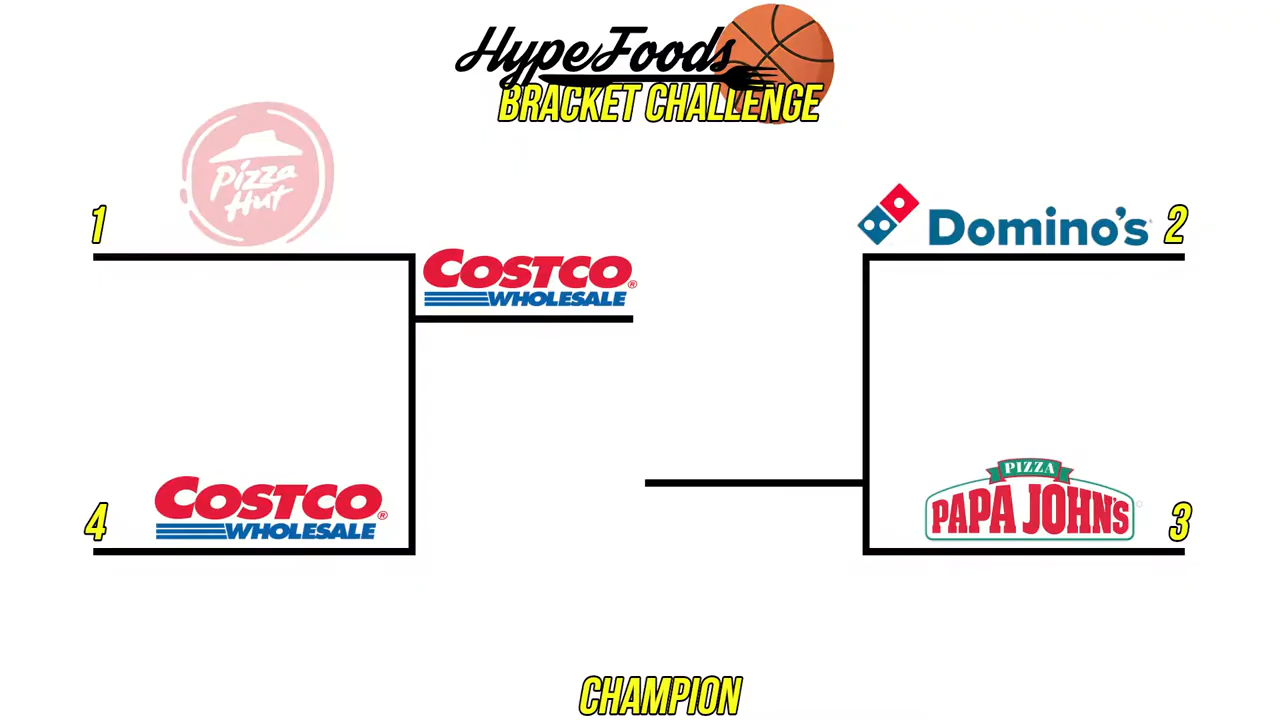 HypeFoods
BRACKET CHALLENGE
Pizza
Hut
1
Domino's
2
COSTCO
WHOLESALE
COSTCO
WHOLESALE
4
PIZZA
PAPA JOHN'S
3
CHAMPION